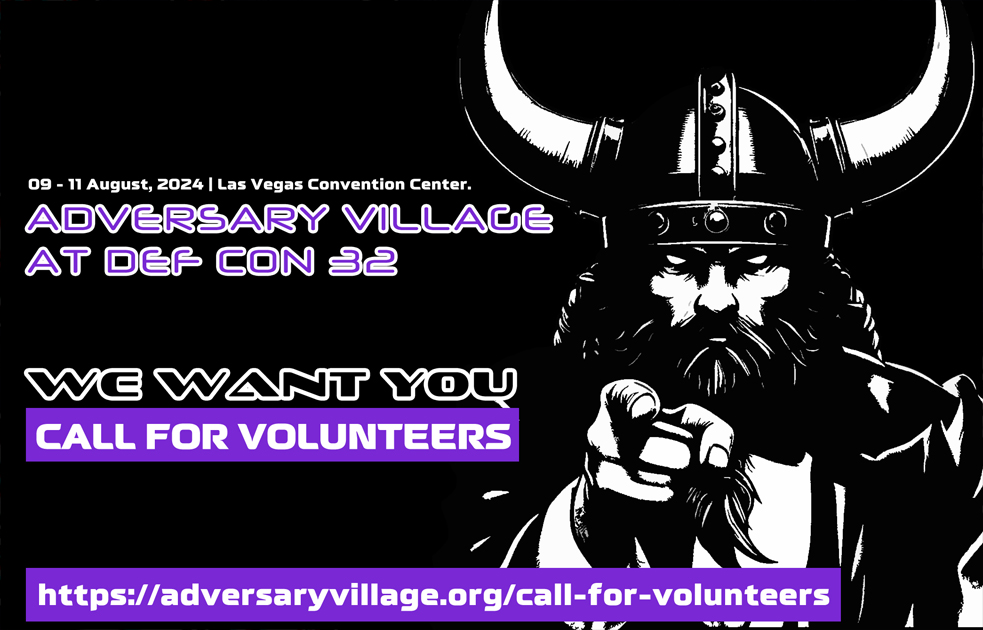 09 - 11 August, 2024 | Las Vegas Convention Center.
ADVERSARY VILLAGE
AT DEF CON 32
WE WANT YOU
CALL FOR VOLUNTEERS
https://adversaryvillage.org/call-for-volunteers